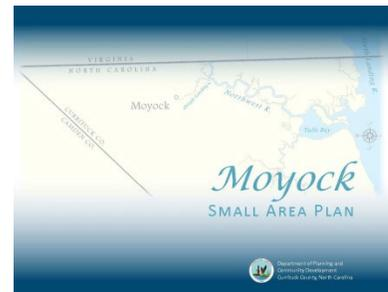 VIRGINIA
NORTH CAROLINA
Moyock
Northwest R.
Tulls Bay
CURRITUCK CO.
CAMDEN CO.
Moyock
SMALL AREA PLAN
Department of Planning and
Community Development
Currituck County, North Carolina